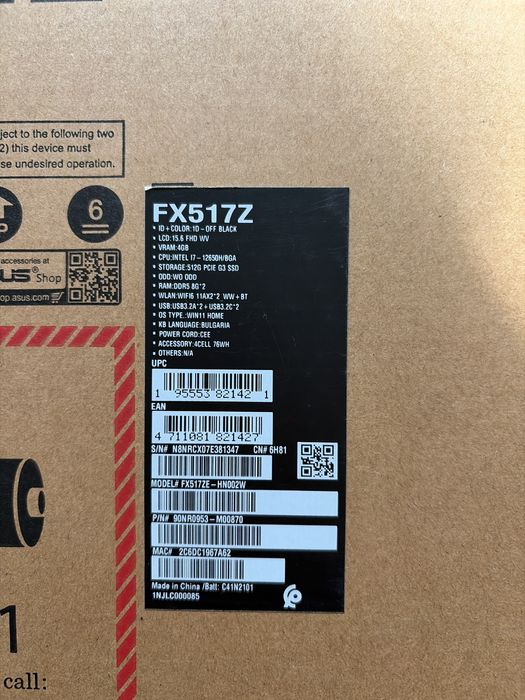 ject to the following two
2) this device must
se undesired operation.
6
accessories at
US® Shop
op.asus.com
FX517Z
• ID+COLOR:1D-OFF BLACK
• LCD:15.6 FHD WV
• VRAM:4GB
• CPU:INTEL I7-12650H/BGA
• STORAGE:512G PCIE G3 SSD
• ODD:WO ODD
• RAM:DDR5 8G*2
• WLAN:WIFI6 11AX2*2 WW+BT
• USB:USB3.2A*2+USB3.2C*2
• OS TYPE:WIN11 HOME
• KB LANGUAGE:BULGARIA
• POWER CORD:CEE
• ACCESSORY:4CELL 76WH
• OTHERS:N/A
UPC
1 95553 82142 1
EAN
4 711081 821427
S/N# N8NRCX07E381347 CN# 6H81
MODEL# FX517ZE-HN002W
P/N# 90NR0953-M00870
MAC# 2C6DC1967A62
Made in China /Batt: C41N2101
1NJLC000085
1
call: